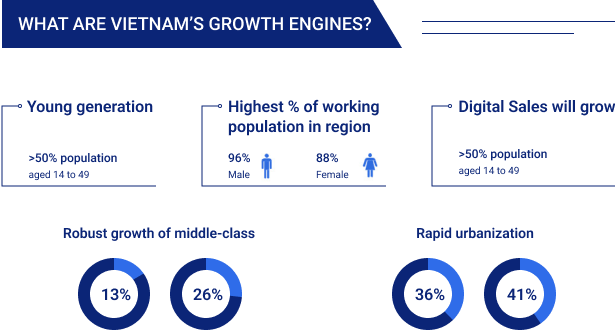 WHAT ARE VIETNAM'S GROWTH ENGINES?
Young generation
>50% population
aged 14 to 49
Highest % of working
population in region
96%
Male
88%
Female
Digital Sales will grow
>50% population
aged 14 to 49
Robust growth of middle-class
13%
26%
Rapid urbanization
36%
41%